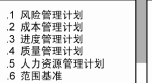 .1 风险管理计划
.2 成本管理计划
.3 进度管理计划
.4 质量管理计划
.5 人力资源管理计划
.6 范围基准